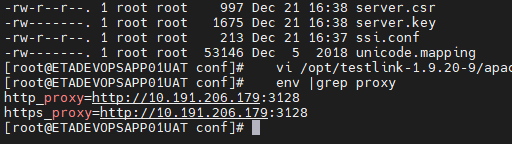 -rw-r--r--. 1 root root 997 Dec 21 16:38 server.csr
-rw-------. 1 root root 1675 Dec 21 16:38 server.key
-rw-------. 1 root root 213 Dec 21 16:37 ssi.conf
-rw-------. 1 root root 53146 Dec 5 2018 unicode.mapping
[root@ETADEVOPSAPP01UAT conf]# vi /opt/testlink-1.9.20-9/apac
[root@ETADEVOPSAPP01UAT conf]# env |grep proxy
http_proxy=http://10.191.206.179:3128
https_proxy=http://10.191.206.179:3128
[root@ETADEVOPSAPP01UAT conf]#